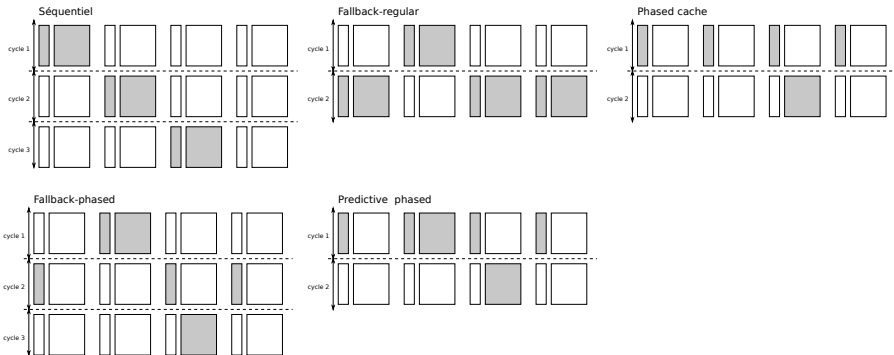 Séquentiel
cycle 1
cycle 2
cycle 3
Fallback-regular
cycle 1
cycle 2
Phased cache
cycle 1
cycle 2
Fallback-phased
cycle 1
cycle 2
cycle 3
Predictive phased
cycle 1
cycle 2